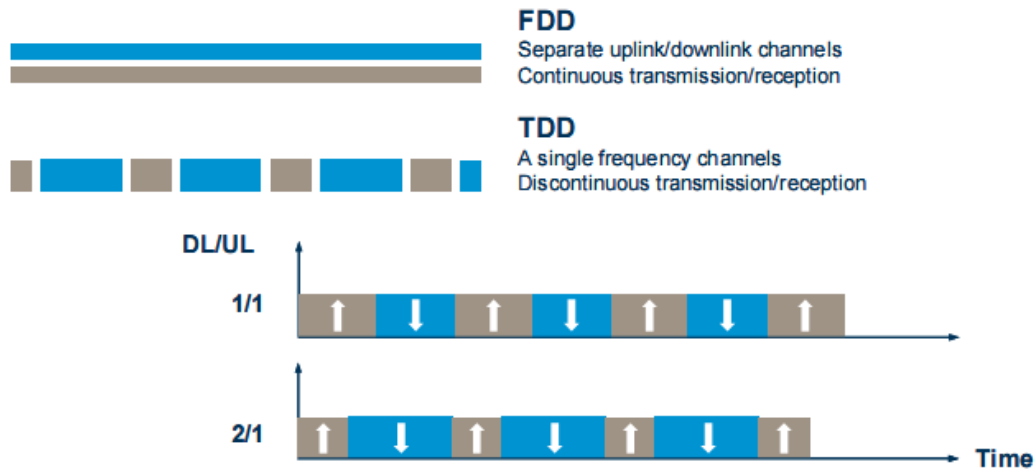 FDD
Separate uplink/downlink channels
Continuous transmission/reception
TDD
A single frequency channels
Discontinuous transmission/reception
DL/UL
1/1
2/1
Time